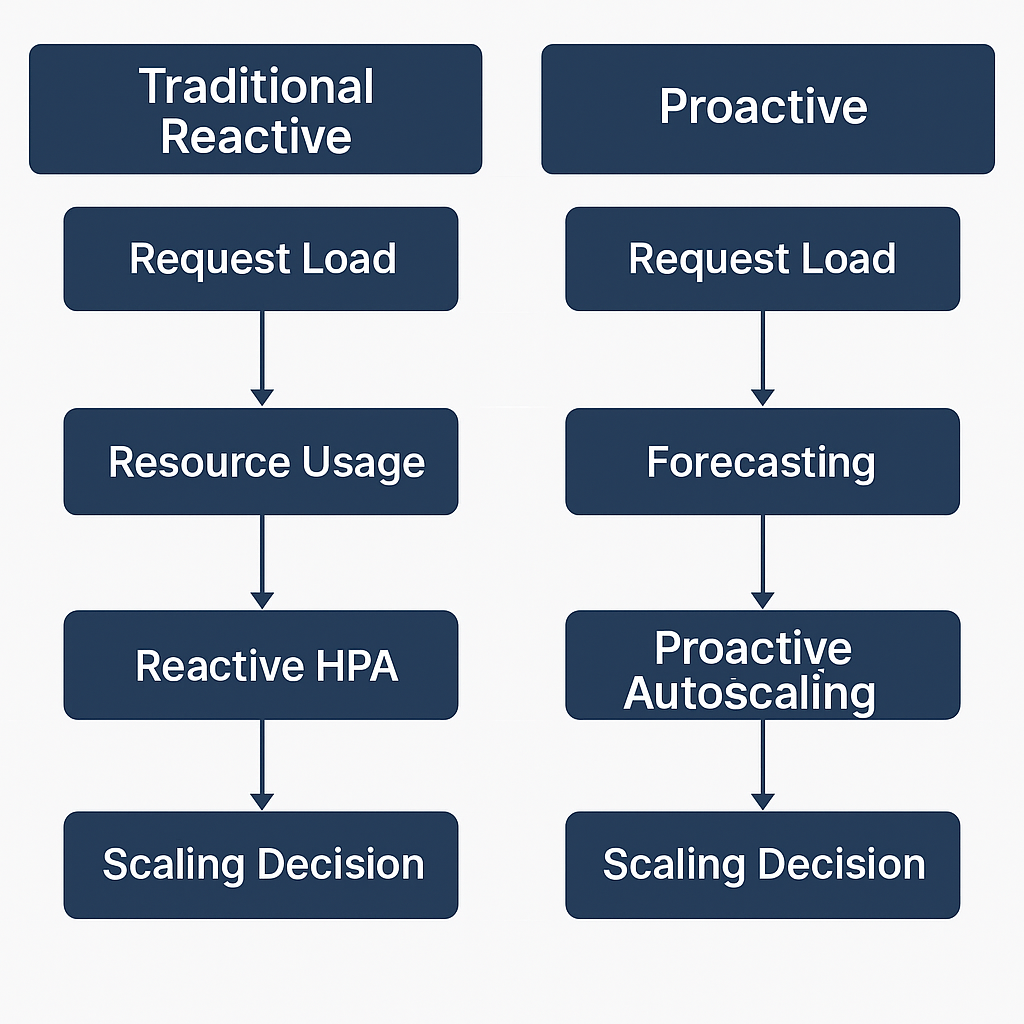 Traditional
Reactive
Request Load
Resource Usage
Reactive HPA
Scaling Decision
Proactive
Request Load
Forecasting
Proactive
Autoscaling
Scaling Decision